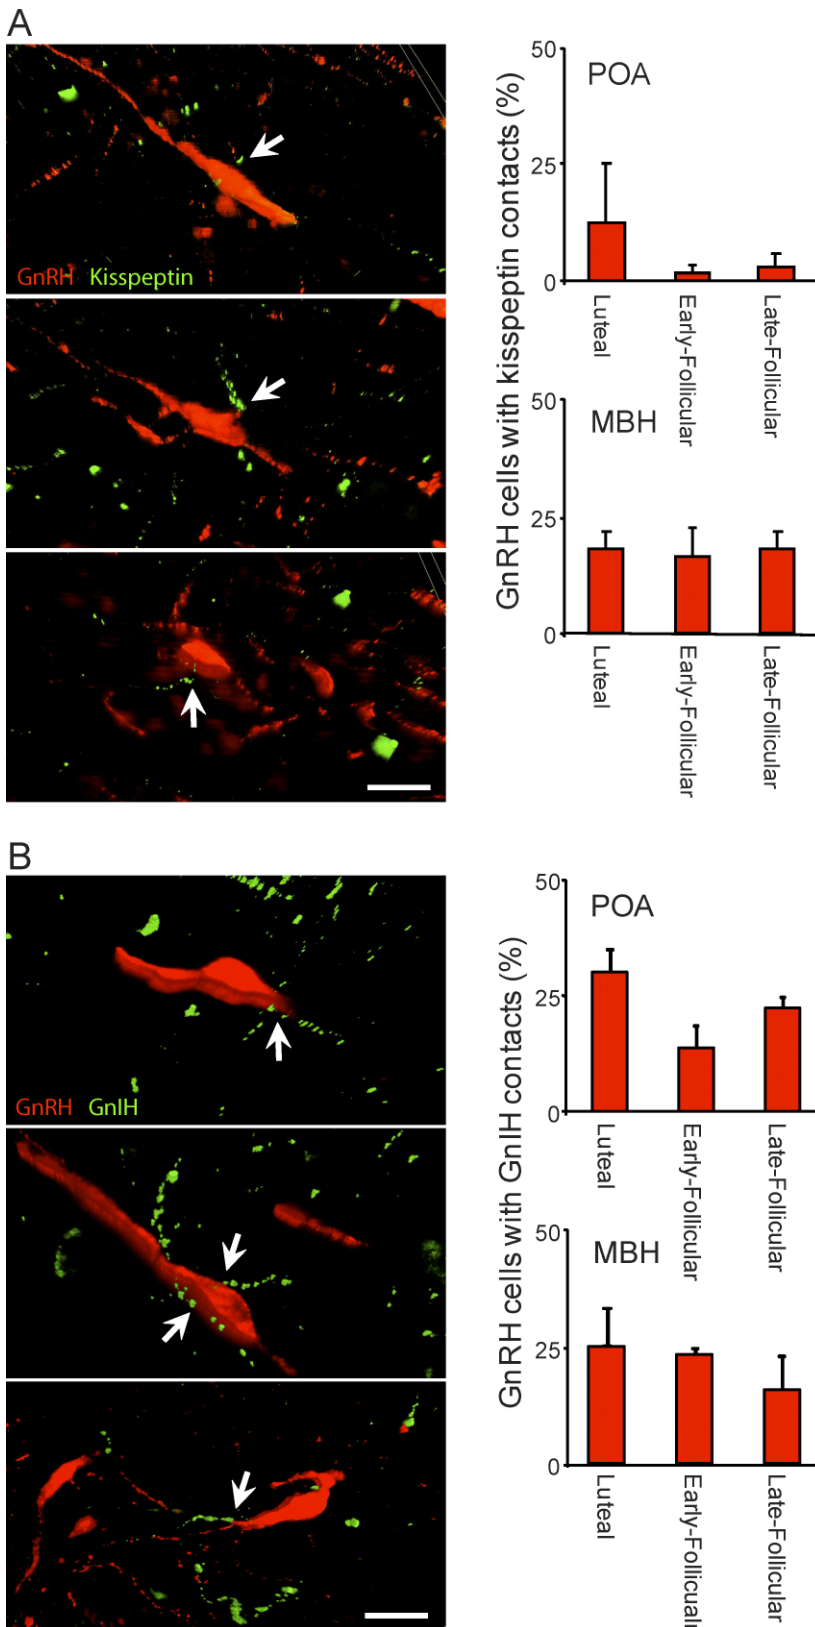 A
GnRH Kisspeptin
GnRH cells with kisspeptin contacts (%)
50
POA
25
0
Luteal
Early-Follicular
Late-Follicular
50
MBH
25
0
Luteal
Early-Follicular
Late-Follicular
B
GnRH GnIH
GnRH cells with GnIH contacts (%)
50
POA
25
0
Luteal
Early-Follicular
Late-Follicular
50
MBH
25
0
Luteal
Early-Follicualr
Late-Follicular